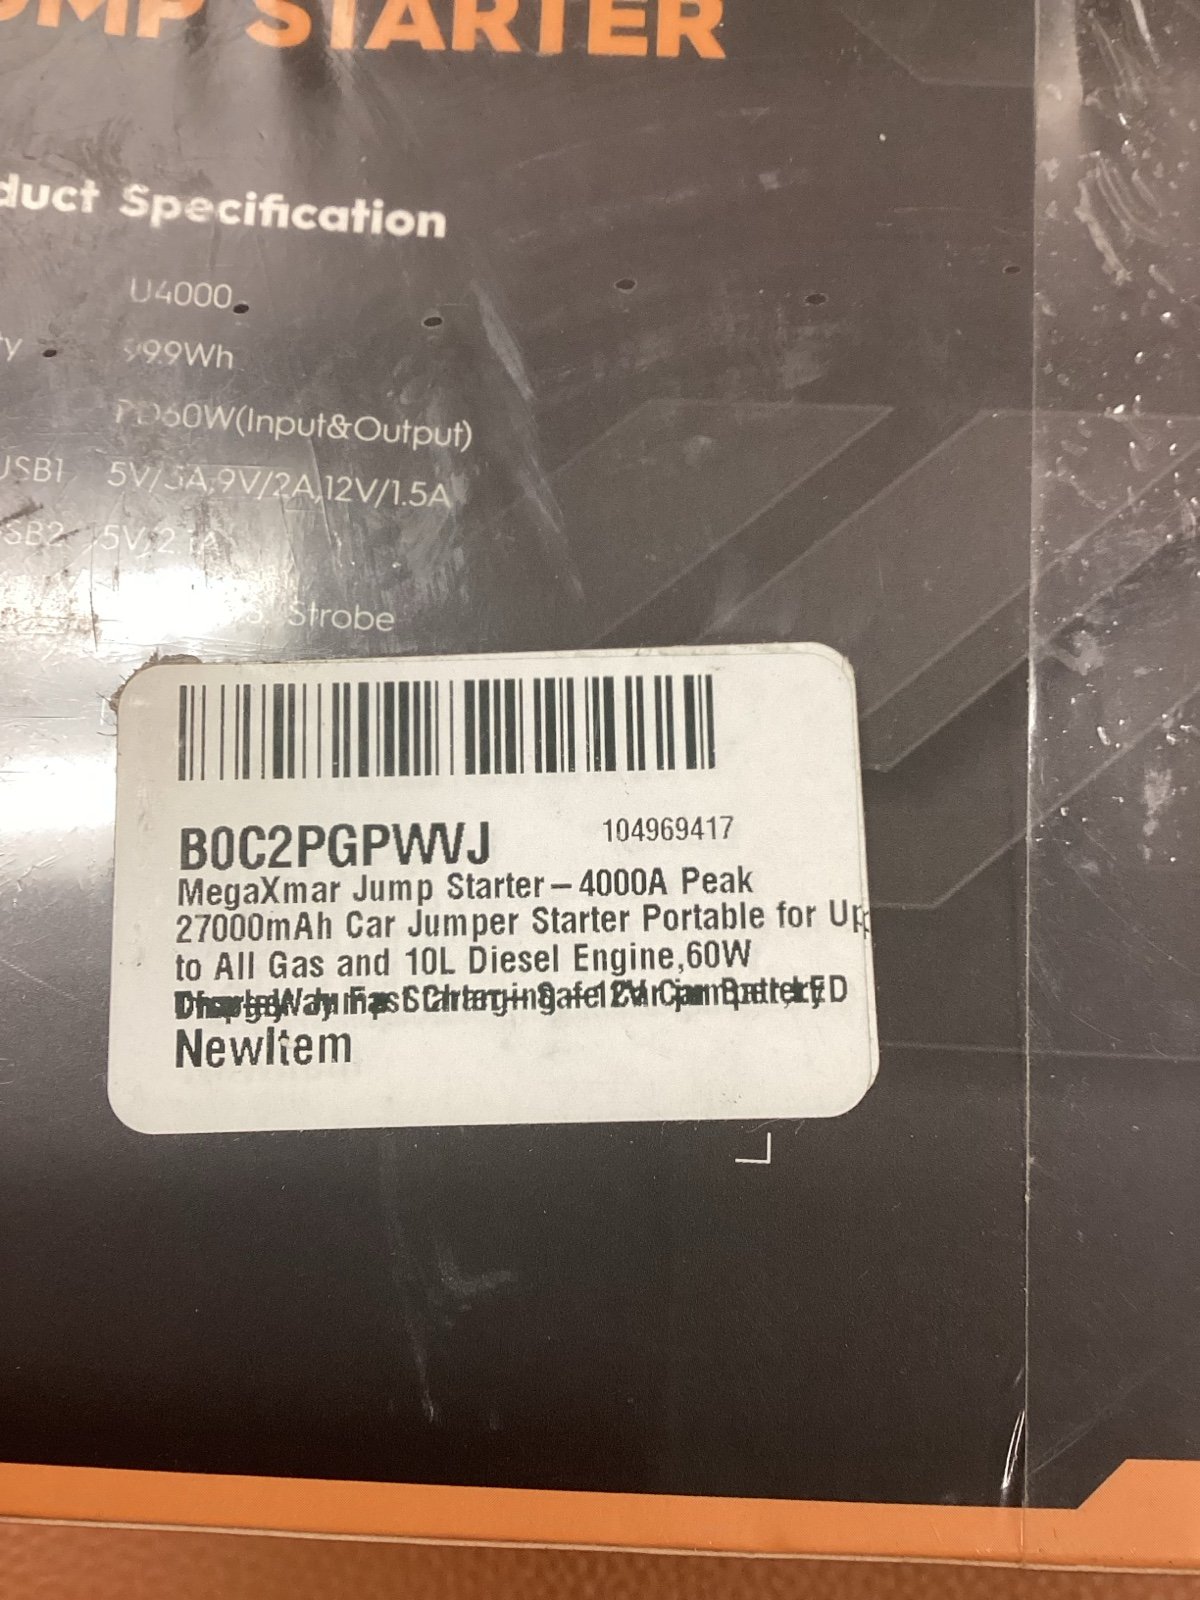 STARTER
Specification
U4000
99.9Wh
PD60W(Input&Output)
USB1 5V/3A,9V/2A,12V/1.5A
5V/2.1A
Strobe
B0C2PGPWVJ 104969417
MegaXmar Jump Starter–4000A Peak
27000mAh Car Jumper Starter Portable for Up
to All Gas and 10L Diesel Engine,60W
NewItem